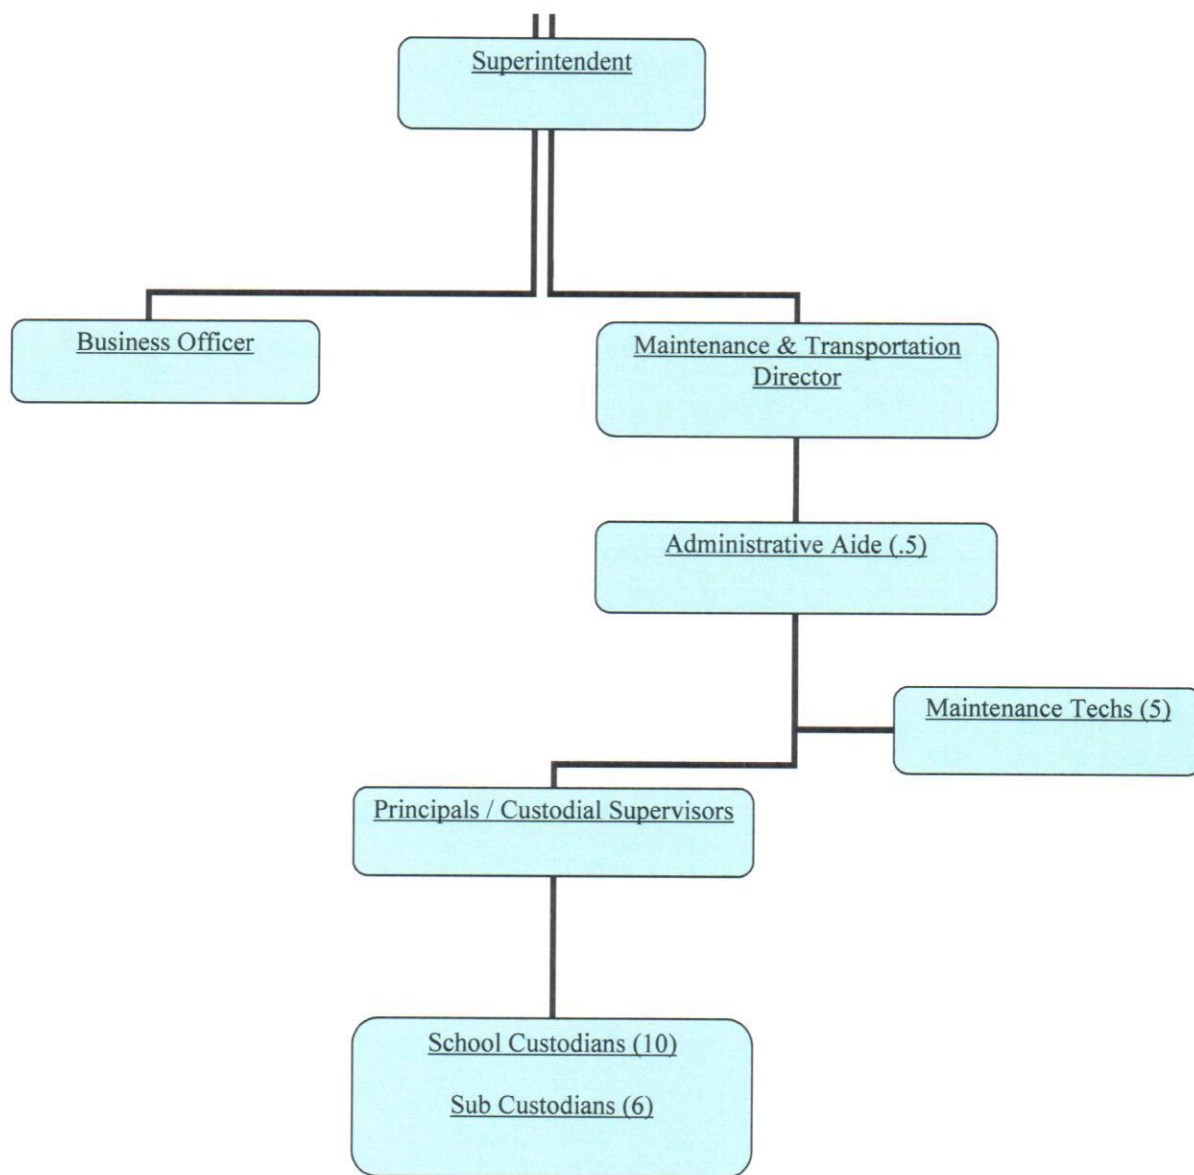 Superintendent
Business Officer
Maintenance & Transportation
Director
Administrative Aide (.5)
Maintenance Techs (5)
Principals / Custodial Supervisors
School Custodians (10)
Sub Custodians (6)